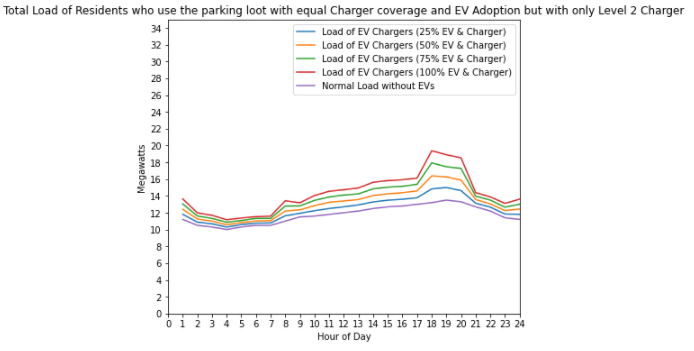 Total Load of Residents who use the parking loot with equal Charger coverage and EV Adoption but with only Level 2 Charger
Load of EV Chargers (25% EV & Charger)
Load of EV Chargers (50% EV & Charger)
Load of EV Chargers (75% EV & Charger)
Load of EV Chargers (100% EV & Charger)
Normal Load without EVs
Megawatts
34
32
30
28
26
24
22
20
18
16
14
12
10
8
6
4
2
0
0 1 2 3 4 5 6 7 8 9 10 11 12 13 14 15 16 17 18 19 20 21 22 23 24
Hour of Day